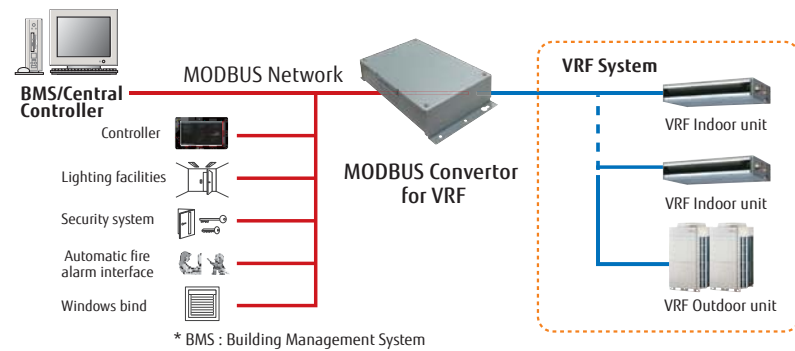 BMS/Central
Controller
MODBUS Network
Controller
Lighting facilities
Security system
Automatic fire
alarm interface
Windows bind
MODBUS Convertor
for VRF
VRF System
VRF Indoor unit
VRF Indoor unit
VRF Outdoor unit
* BMS : Building Management System